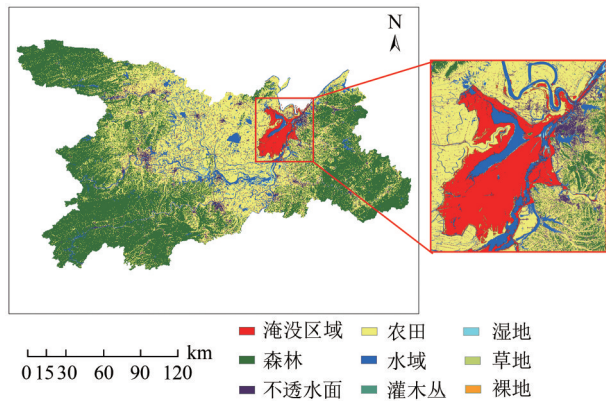 N
淹没区域 农田 湿地
km
森林 水域 草地
0 15 30 60 90 120
不透水面 灌木丛 裸地